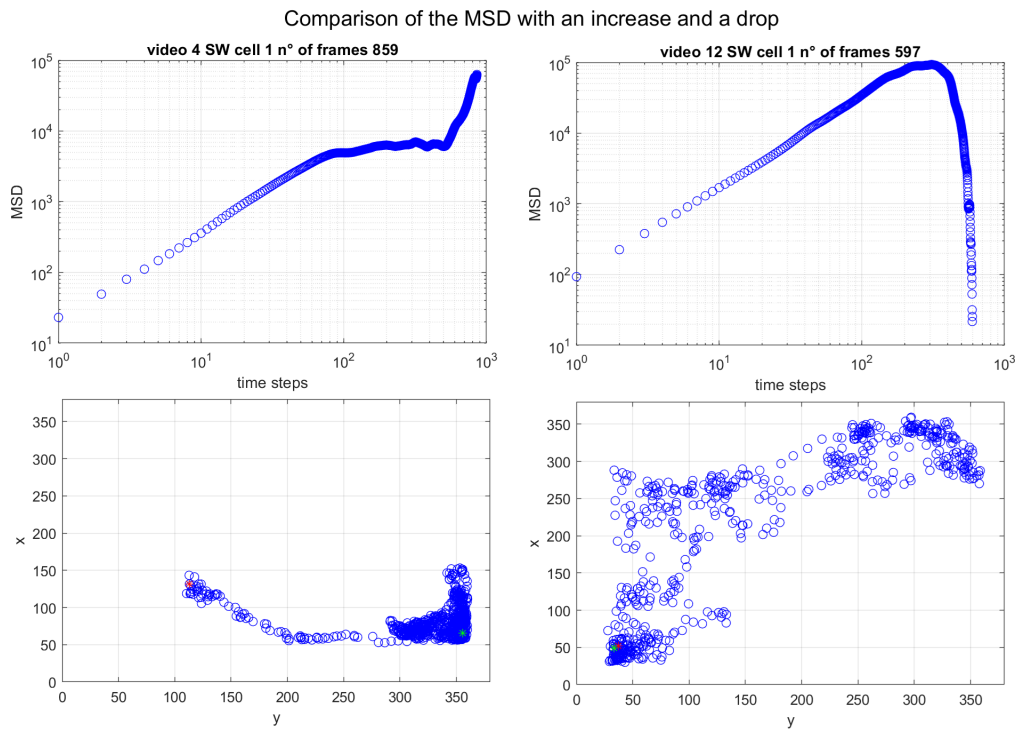 Comparison of the MSD with an increase and a drop
video 4 SW cell 1 n° of frames 859
10^5
10^4
10^3
10^2
10^1
MSD
10^0 10^1 10^2 10^3
time steps
video 12 SW cell 1 n° of frames 597
10^5
10^4
10^3
10^2
10^1
MSD
10^0 10^1 10^2 10^3
time steps
350
300
250
200
150
100
50
0
x
0 50 100 150 200 250 300 350
y
350
300
250
200
150
100
50
0
x
0 50 100 150 200 250 300 350
y